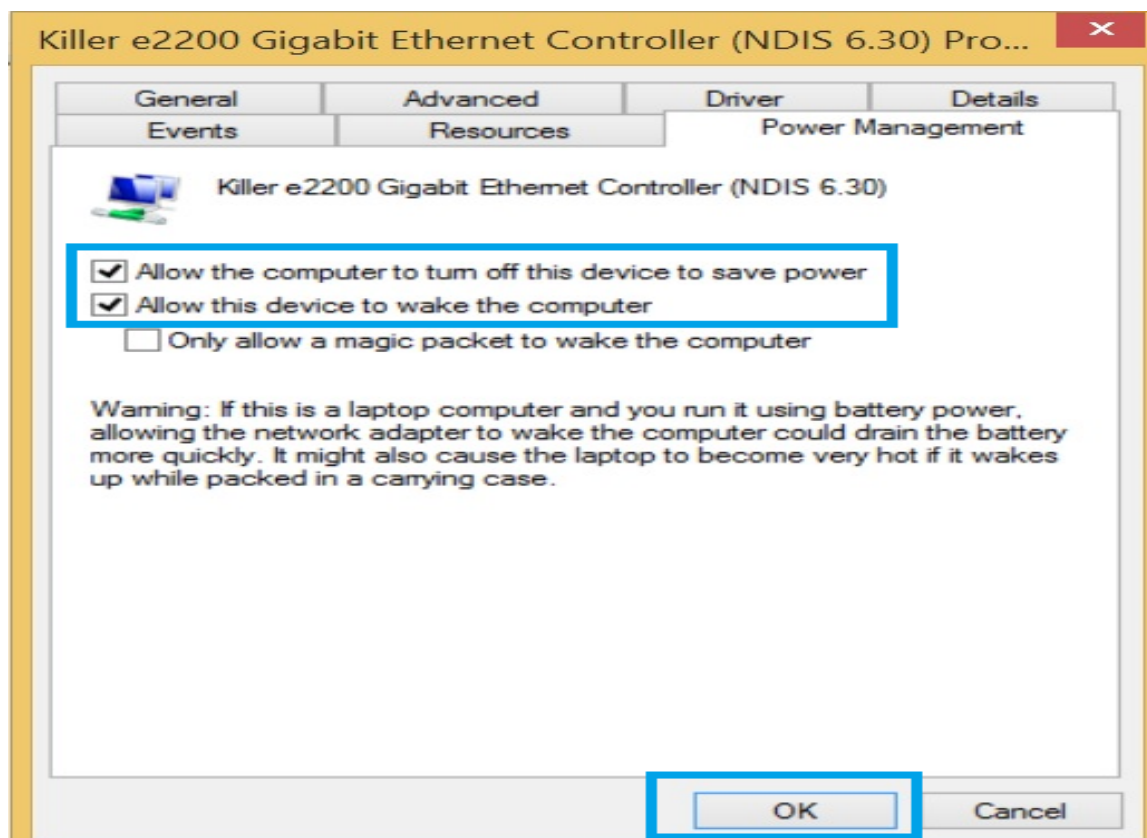 Killer e2200 Gigabit Ethernet Controller (NDIS 6.30) Pro...
General Advanced Driver Details
Events Resources Power Management
Killer e2200 Gigabit Ethernet Controller (NDIS 6.30)
Allow the computer to turn off this device to save power
Allow this device to wake the computer
Only allow a magic packet to wake the computer
Warning: If this is a laptop computer and you run it using battery power,
allowing the network adapter to wake the computer could drain the battery
more quickly. It might also cause the laptop to become very hot if it wakes
up while packed in a carrying case.
OK Cancel